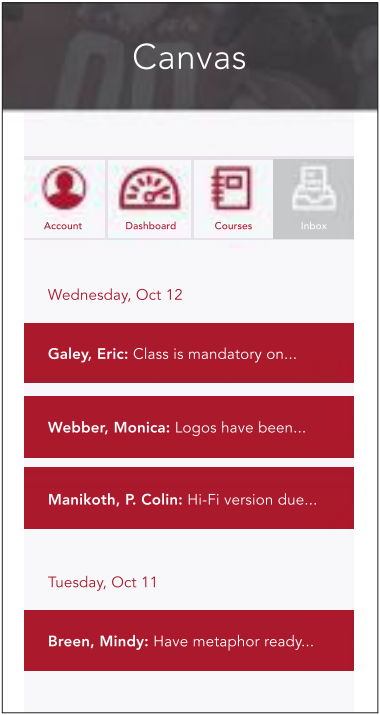 Canvas
Account Dashboard Courses Inbox
Wednesday, Oct 12
Galey, Eric: Class is mandatory on...
Webber, Monica: Logos have been...
Manikoth, P. Colin: Hi-Fi version due...
Tuesday, Oct 11
Breen, Mindy: Have metaphor ready...